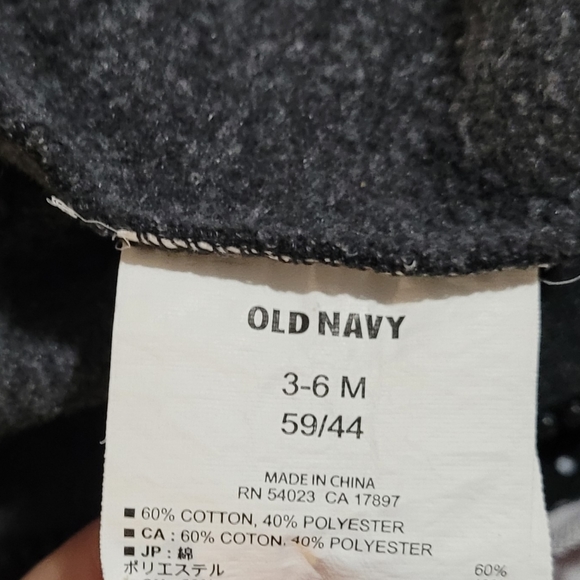 OLD NAVY
3-6 M
59/44
MADE IN CHINA
RN 54023 CA 17897
■ 60% COTTON, 40% POLYESTER
■ CA : 60% COTON, 40% POLYESTER
■ JP : 綿
ポリエステル 60%